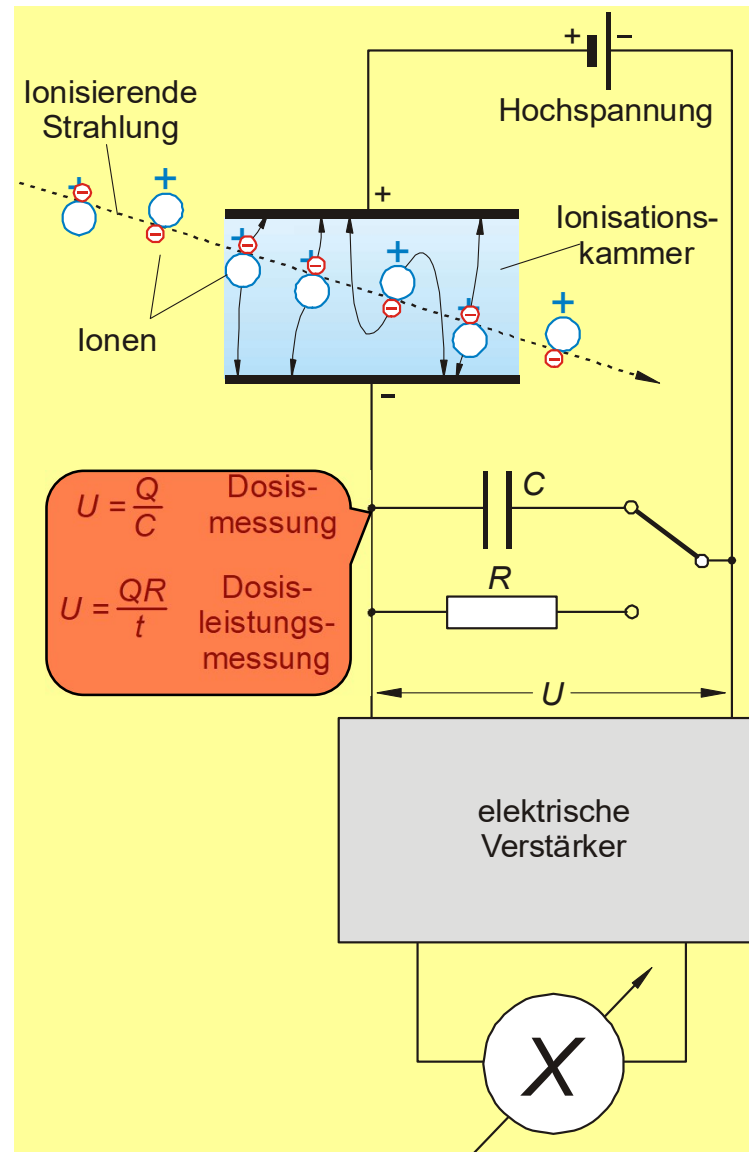 + −
Hochspannung
Ionisierende
Strahlung
+
+
+
Ionisations-
kammer
+
+
+
+
+
−
−
−
−
−
−
−
Ionen
−
C
U = Q/C
Dosis-
messung
R
U = QR/t
Dosis-
leistungs-
messung
U
elektrische
Verstärker
X